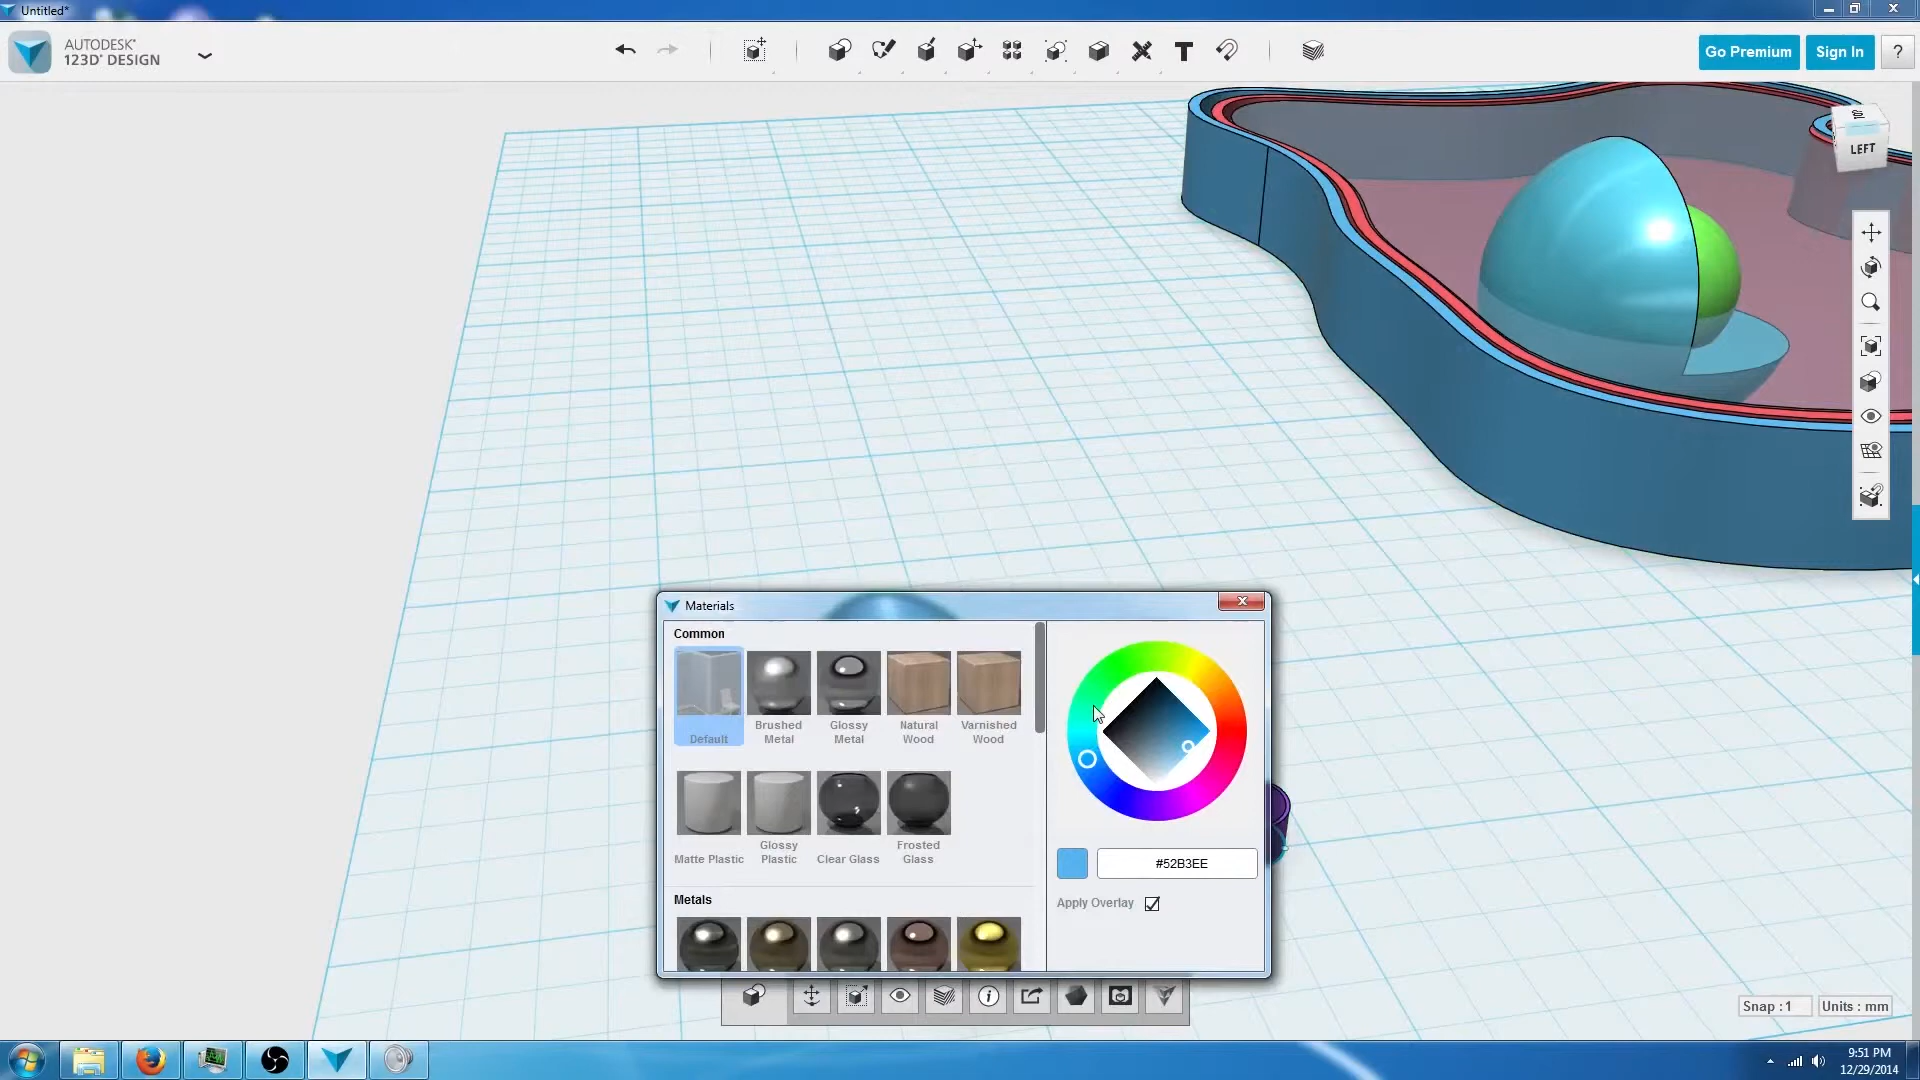 Untitled*
AUTODESK®
123D® DESIGN
T
Go Premium
Sign In
?
LEFT
Materials
Common
Default
Brushed Metal
Glossy Metal
Natural Wood
Varnished Wood
Matte Plastic
Glossy Plastic
Clear Glass
Frosted Glass
#52B3EE
Apply Overlay
Metals
Snap : 1
Units : mm
9:51 PM
12/29/2014